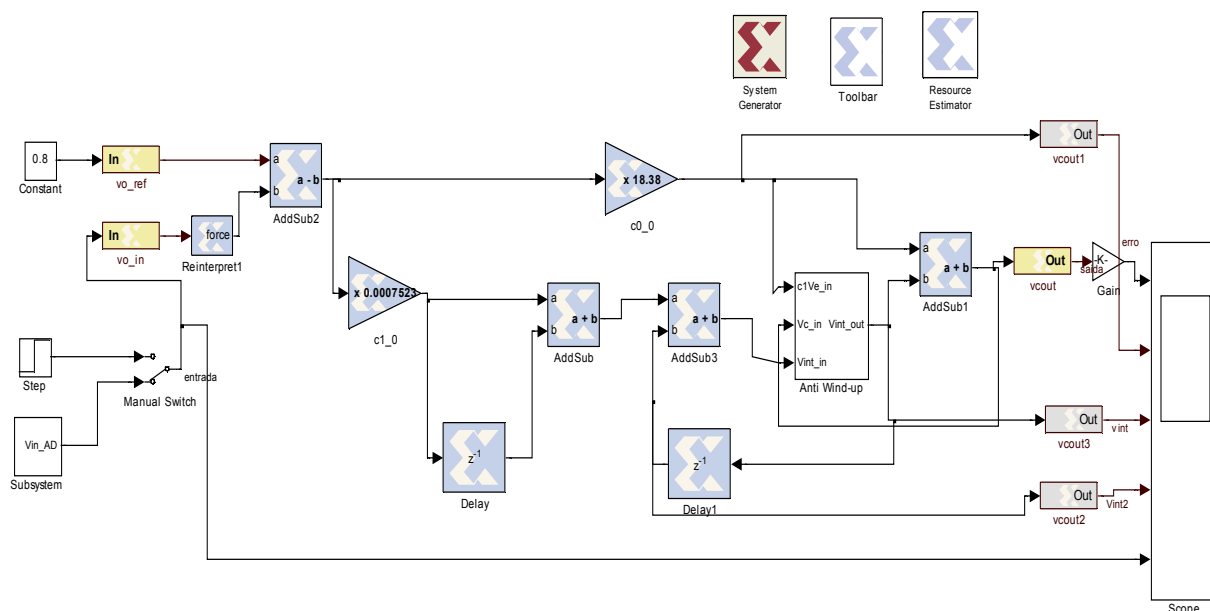 System
Generator
Toolbar
Resource
Estimator
Out
vcout1
0.8
Constant
In
vo_ref
a
b
a - b
AddSub2
x 18.38
c0_0
In
vo_in
force
Reinterpret1
erro
a
b
a + b
AddSub1
Out
vcout
saida
-K-
Gain
x 0.0007523
c1_0
a
b
a + b
AddSub
a
b
a + b
AddSub3
c1Ve_in
Vc_in
Vint_in
Vint_out
Anti Wind-up
Step
Manual Switch
entrada
Vin_AD
Subsystem
z-1
Delay
z-1
Delay1
Out
vcout3
vint
Out
vcout2
Vint2
Scope